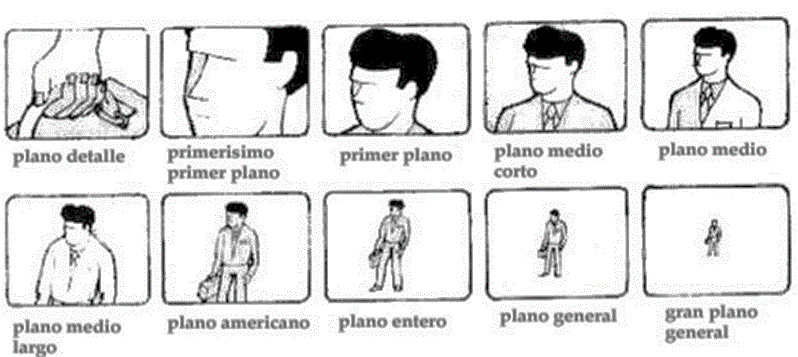 plano detalle
primerisimo
primer plano
primer plano
plano medio
corto
plano medio
plano medio
largo
plano americano
plano entero
plano general
gran plano
general